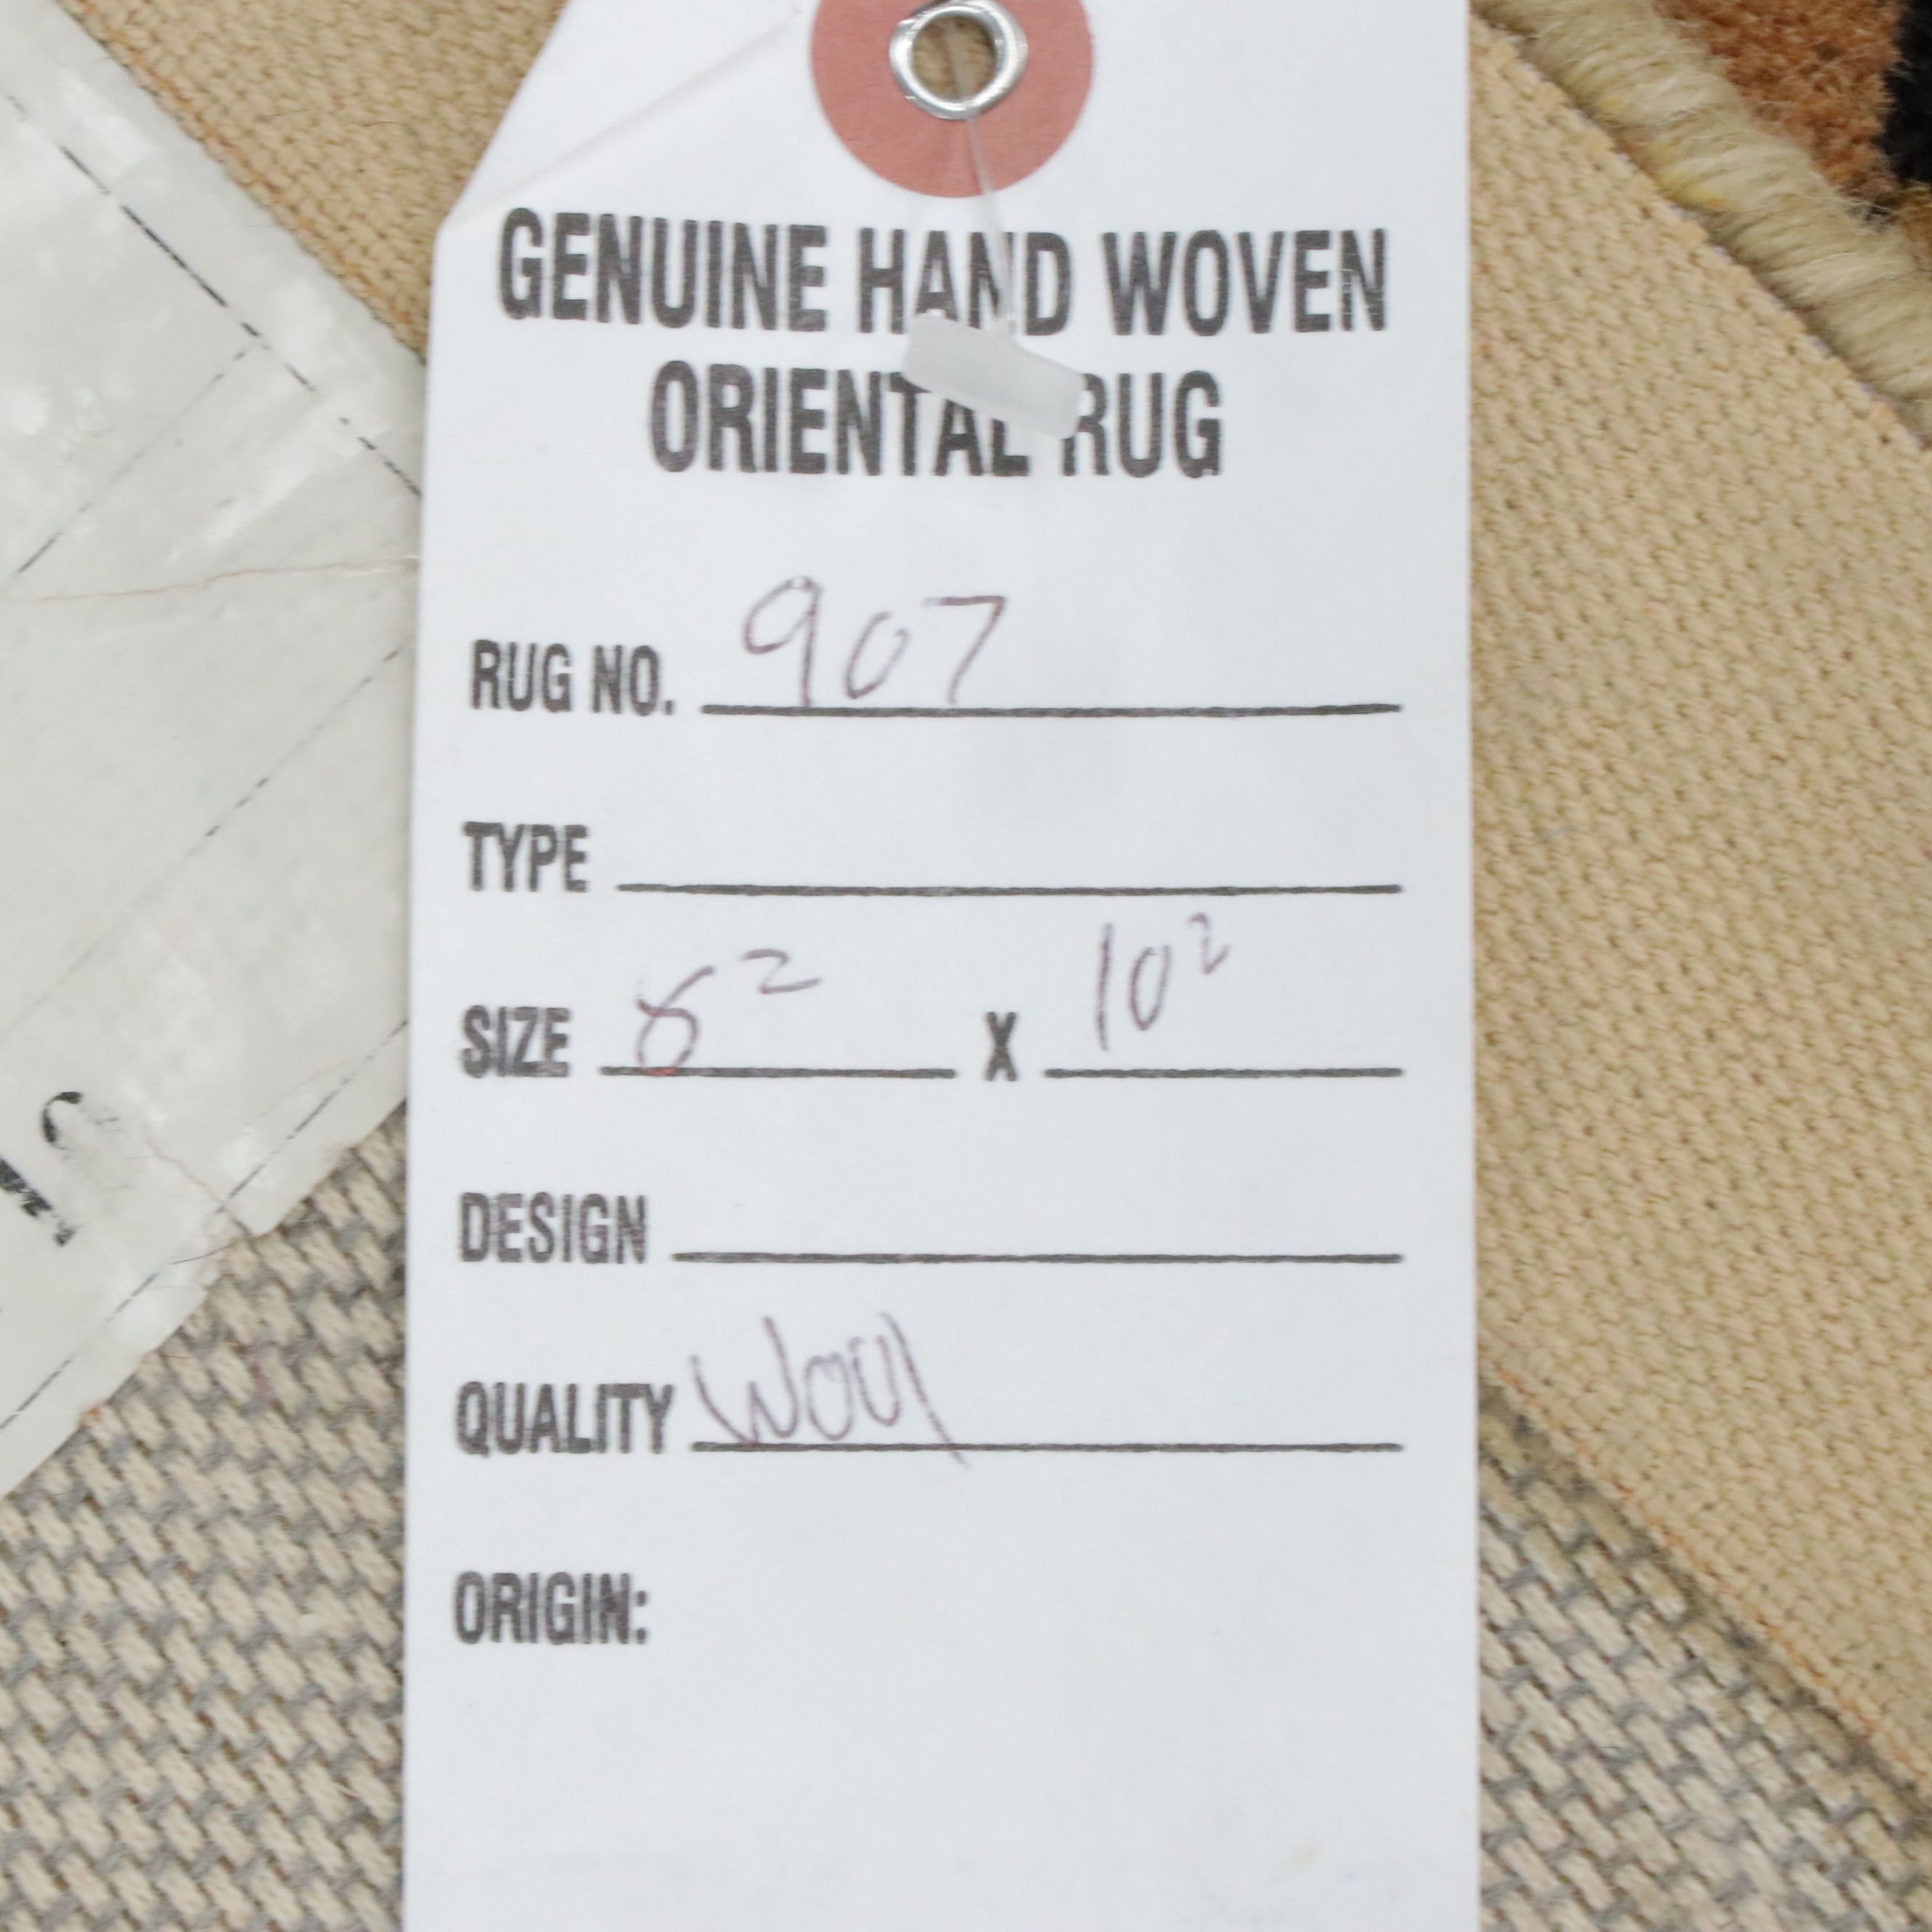 GENUINE HAND WOVEN
ORIENTAL RUG
RUG NO. 907
TYPE
SIZE 8² X 10²
DESIGN
QUALITY Wool
ORIGIN: